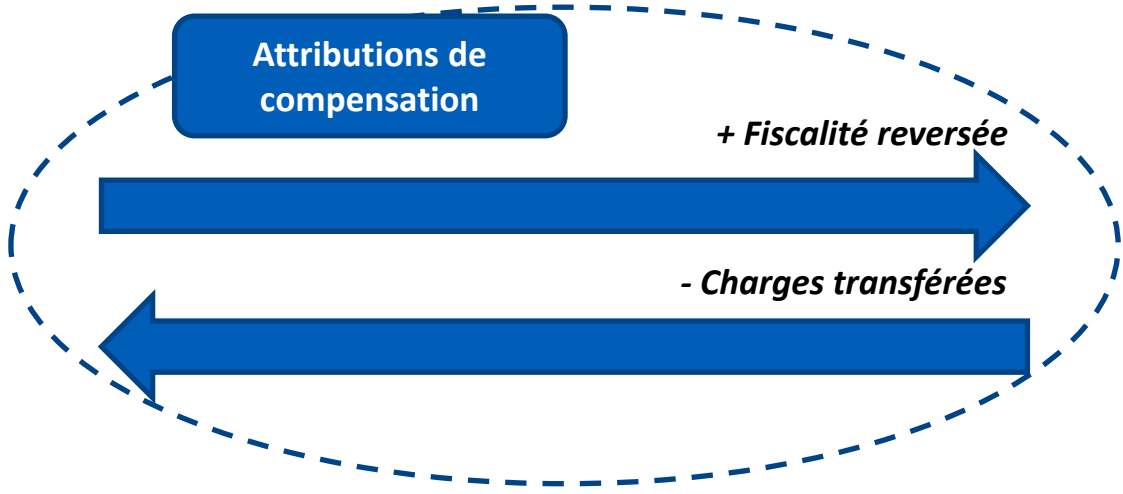 Attributions de
compensation
+ Fiscalité reversée
- Charges transférées